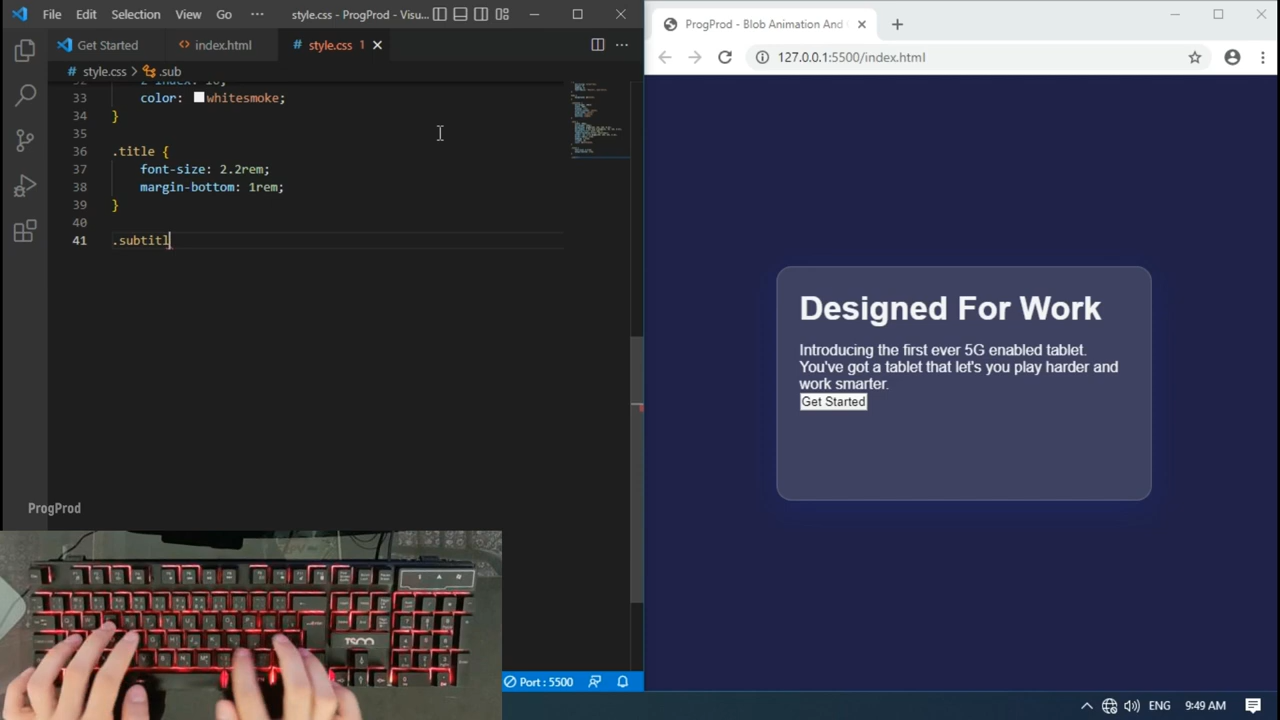 File Edit Selection View Go ··· style.css - ProgProd - Visu...
Get Started index.html style.css 1
style.css > .sub
33 color: whitesmoke;
34 }
35
36 .title {
37 font-size: 2.2rem;
38 margin-bottom: 1rem;
39 }
40
41 .subtitl
ProgProd
Port : 5500
ProgProd - Blob Animation And
127.0.0.1:5500/index.html
Designed For Work
Introducing the first ever 5G enabled tablet.
You've got a tablet that let's you play harder and
work smarter.
Get Started
TSCO
ENG 9:49 AM